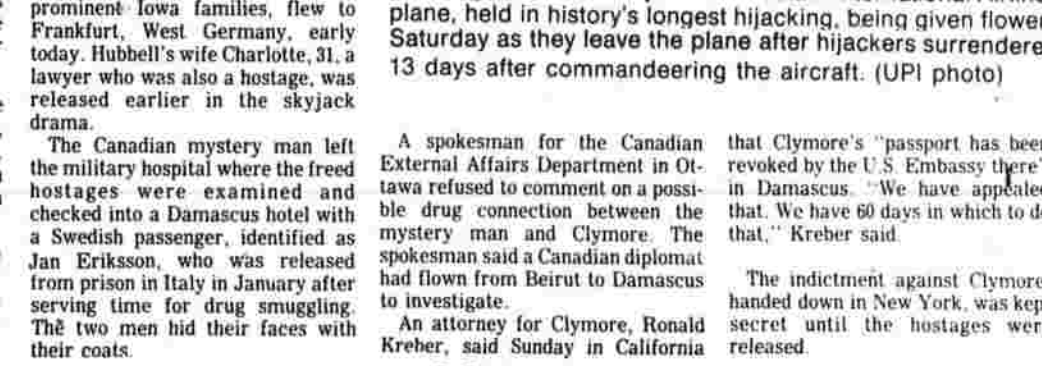 prominent Iowa families, flew to
Frankfurt, West Germany, early
today. Hubbell's wife Charlotte, 31, a
lawyer who was also a hostage, was
released earlier in the skyjack
drama.
The Canadian mystery man left
the military hospital where the freed
hostages were examined and
checked into a Damascus hotel with
a Swedish passenger, identified as
Jan Eriksson, who was released
from prison in Italy in January after
serving time for drug smuggling.
The two men hid their faces with
their coats.
plane, held in history's longest hijacking, being given flower
Saturday as they leave the plane after hijackers surrendere
13 days after commandeering the aircraft. (UPI photo)
A spokesman for the Canadian
External Affairs Department in Ot-
tawa refused to comment on a possi-
ble drug connection between the
mystery man and Clymore. The
spokesman said a Canadian diplomat
had flown from Beirut to Damascus
to investigate.
An attorney for Clymore, Ronald
Kreber, said Sunday in California
that Clymore's "passport has been
revoked by the U.S. Embassy there"
in Damascus. "We have appealed
that. We have 60 days in which to do
that," Kreber said.
The indictment against Clymore
handed down in New York, was kep
secret until the hostages wer
released.